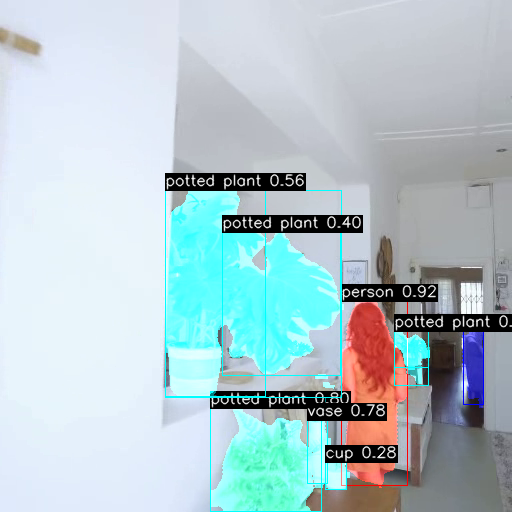 potted plant 0.56
potted plant 0.40
person 0.92
potted plant 0.
potted plant 0.80
vase 0.78
cup 0.28